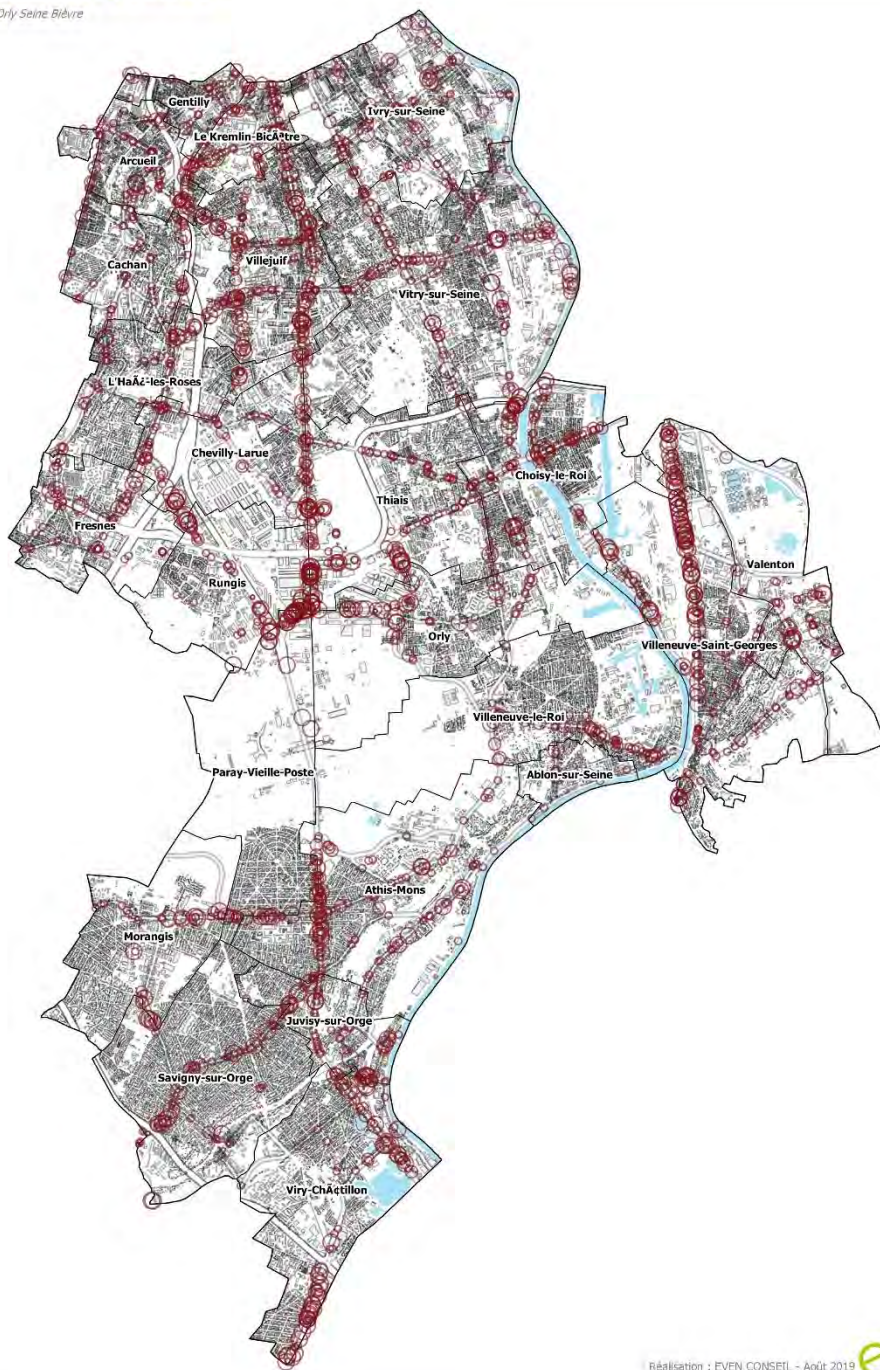 Orly Seine Bièvre
Gentilly
Ivry-sur-Seine
Le Kremlin-BicÃªtre
Arcueil
Cachan
Villejuif
Vitry-sur-Seine
L'HaÃ¿-les-Roses
Chevilly-Larue
Choisy-le-Roi
Thiais
Fresnes
Valenton
Rungis
Orly
Villeneuve-Saint-Georges
Villeneuve-le-Roi
Paray-Vieille-Poste
Ablon-sur-Seine
Athis-Mons
Morangis
Juvisy-sur-Orge
Savigny-sur-Orge
Viry-ChÃ¢tillon
Réalisation : EVEN CONSEIL - Août 2019